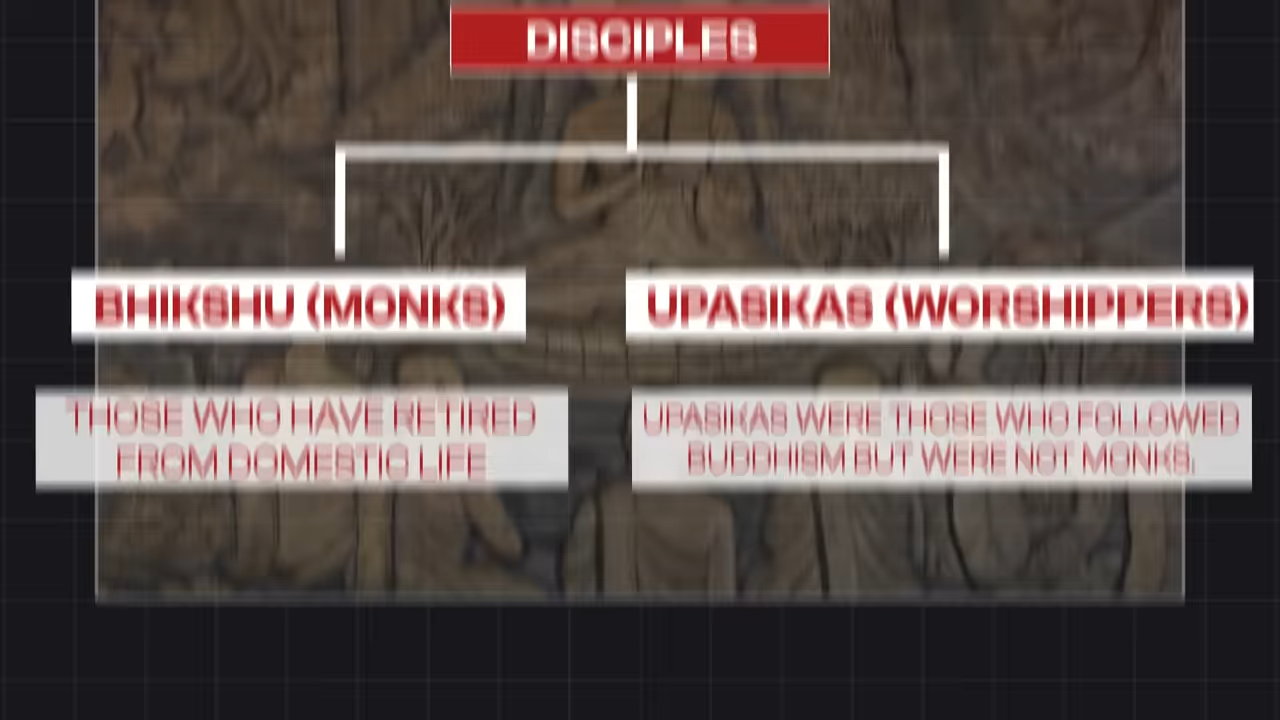 DISCIPLES
BHIKSHU (MONKS)
UPASIKAS (WORSHIPPERS)
THOSE WHO HAVE RETIRED
FROM DOMESTIC LIFE
UPASIKAS WERE THOSE WHO FOLLOWED
BUDDHISM BUT WERE NOT MONKS.